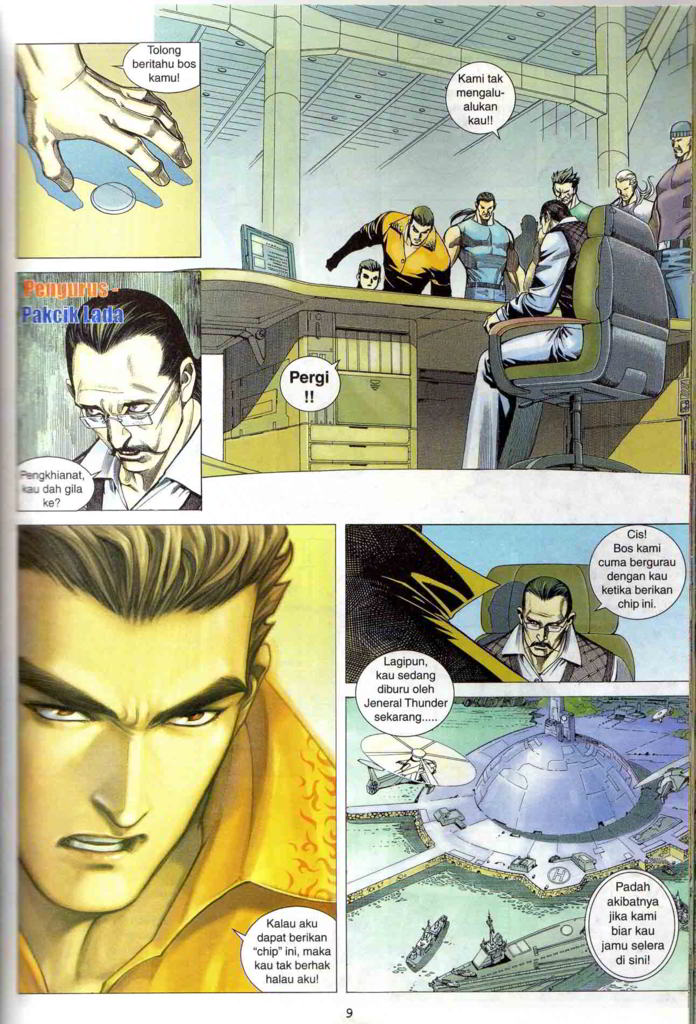 Tolong
beritahu bos
kamu!
Kami tak
mengalu-
alukan
kau!!
Pengurus -
Pakcik Lada
Pergi
!!
Pengkhianat,
kau dah gila
ke?
Cis!
Bos kami
cuma bergurau
dengan kau
ketika berikan
chip ini.
Lagipun,
kau sedang
diburu oleh
Jeneral Thunder
sekarang.....
Kalau aku
dapat berikan
"chip" ini, maka
kau tak berhak
halau aku!
Padah
akibatnya
jika kami
biar kau
jamu selera
di sini!
H
9